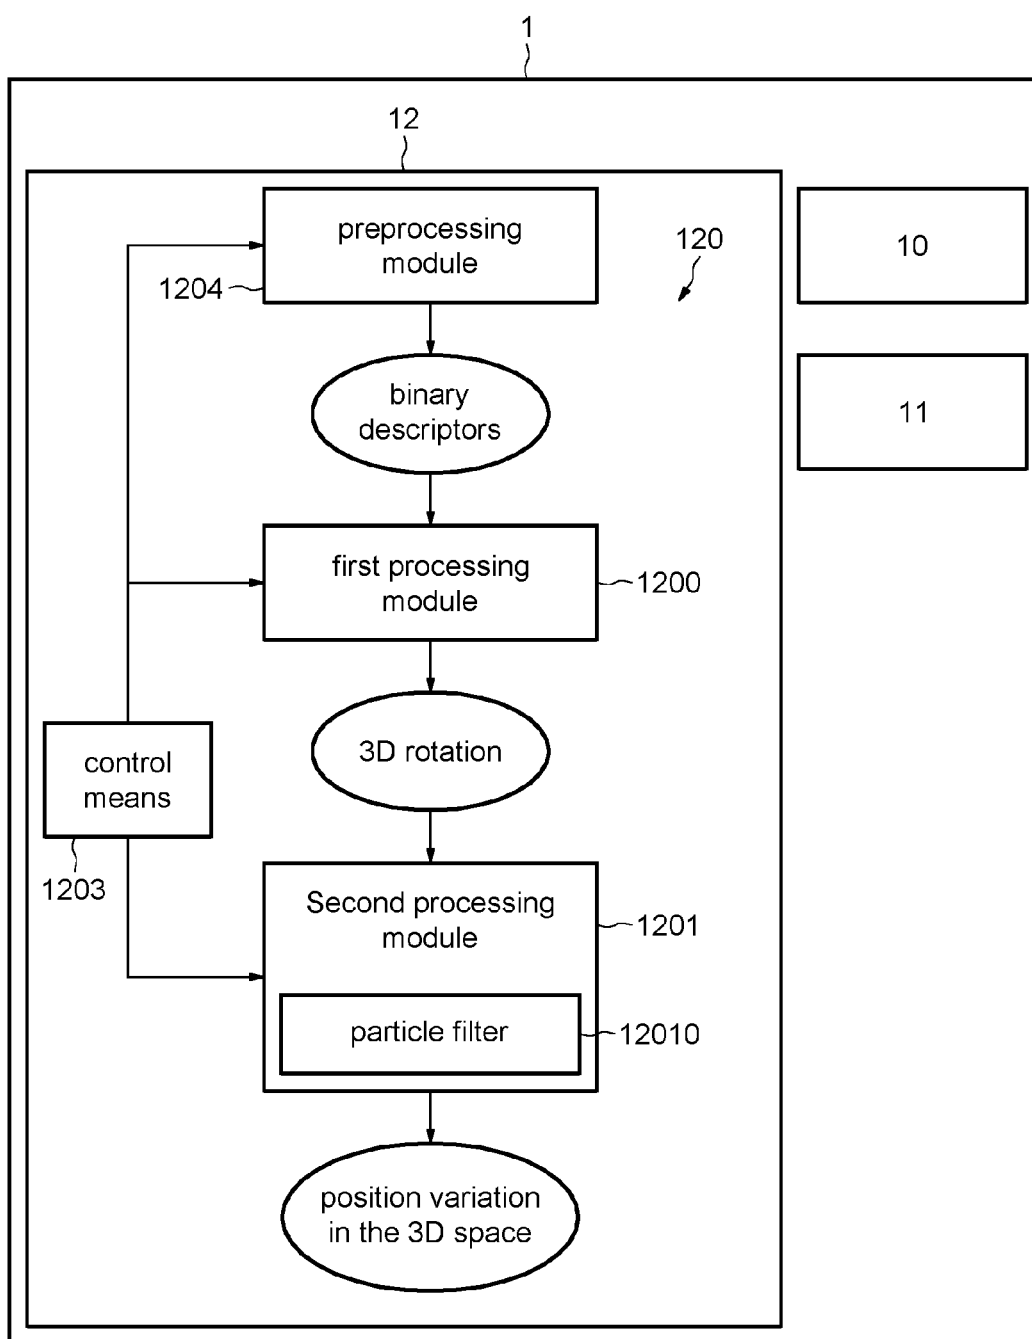 1
12
preprocessing
module
1204
120
10
binary
descriptors
11
first processing
module
1200
3D rotation
control
means
1203
Second processing
module
1201
particle filter
12010
position variation
in the 3D space